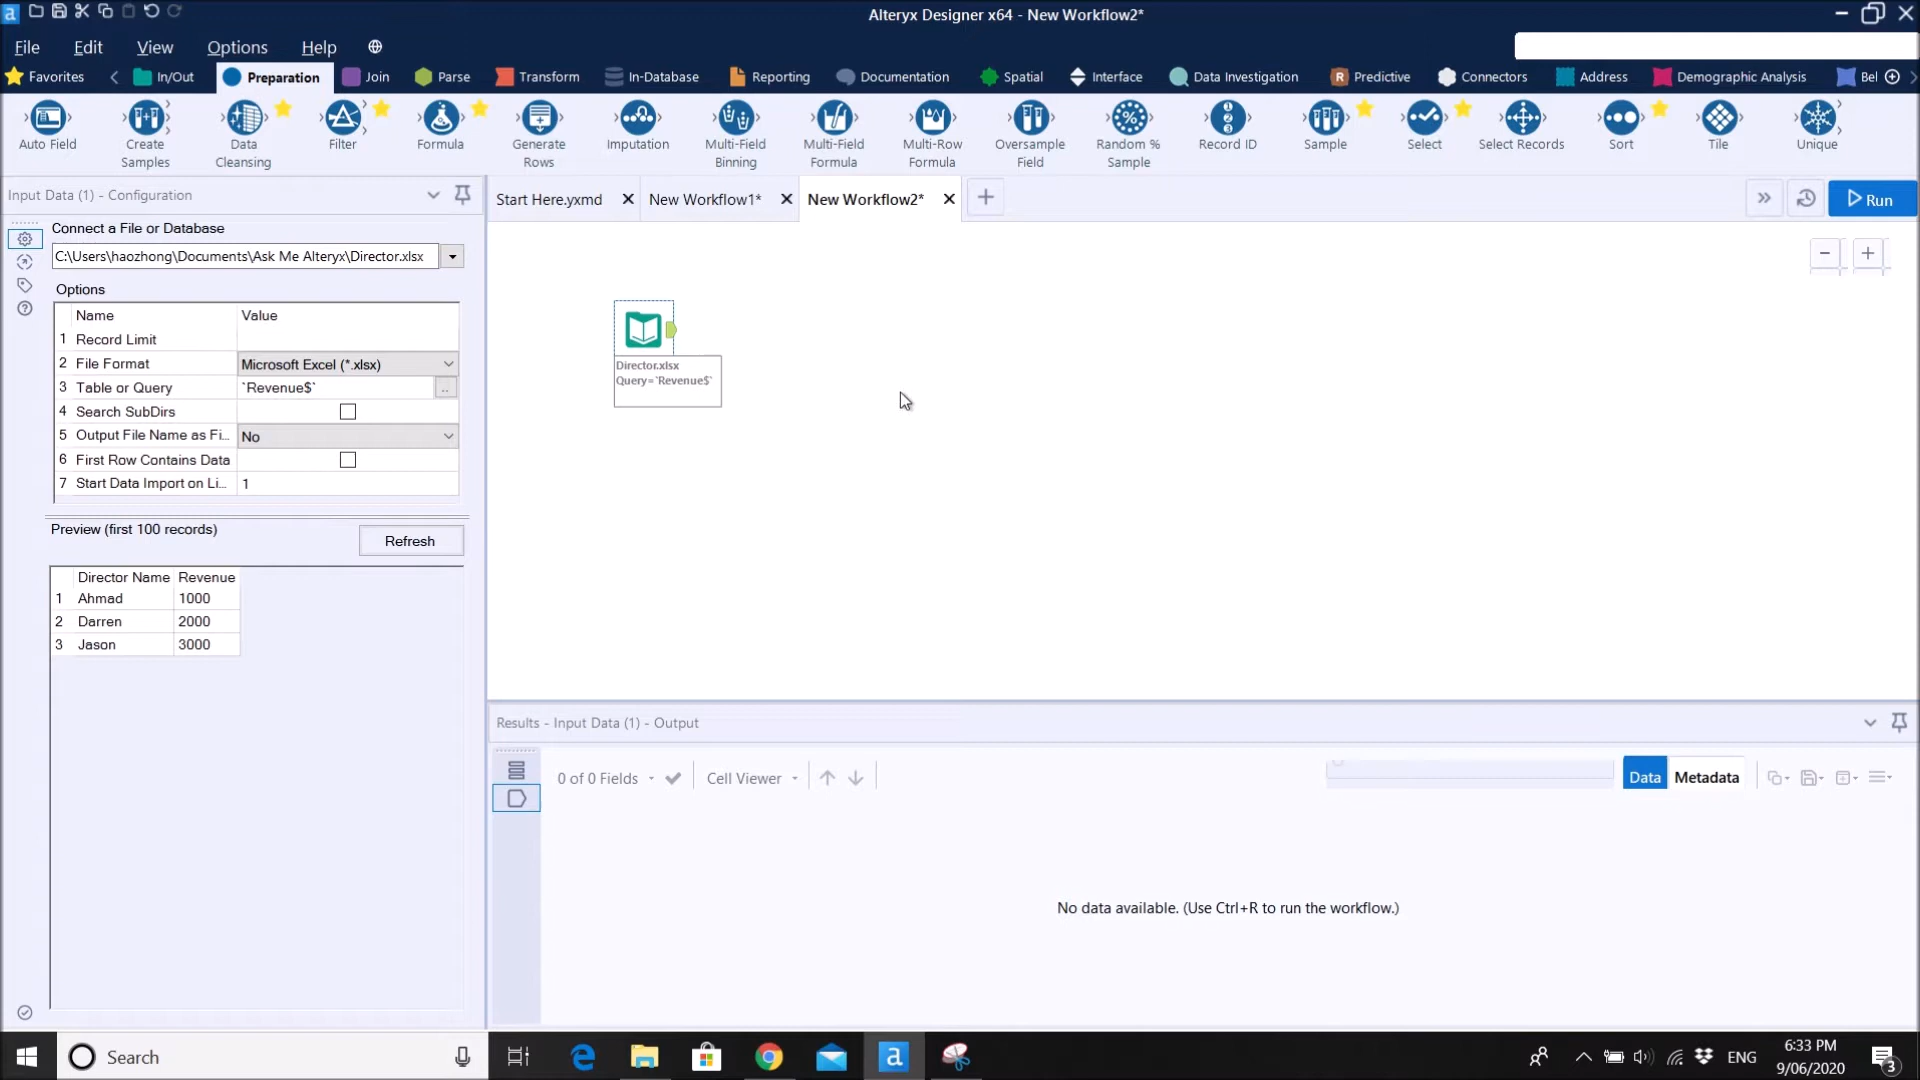 Alteryx Designer x64 - New Workflow2*
File Edit View Options Help
Favorites In/Out Preparation Join Parse Transform In-Database Reporting Documentation Spatial Interface Data Investigation Predictive Connectors Address Demographic Analysis Bel
Auto Field Create Samples Data Cleansing Filter Formula Generate Rows Imputation Multi-Field Binning Multi-Field Formula Multi-Row Formula Oversample Field Random % Sample Record ID Sample Select Select Records Sort Tile Unique
Input Data (1) - Configuration
Start Here.yxmd New Workflow1* New Workflow2* Run
Connect a File or Database
C:\Users\haozhong\Documents\Ask Me Alteryx\Director.xlsx
Options
Name Value
1 Record Limit
2 File Format Microsoft Excel (*.xlsx)
3 Table or Query `Revenue$` ..
4 Search SubDirs
5 Output File Name as Fi... No
6 First Row Contains Data
7 Start Data Import on Li... 1
Preview (first 100 records)
Refresh
Director Name Revenue
1 Ahmad 1000
2 Darren 2000
3 Jason 3000
Director.xlsx
Query=`Revenue$`
Results - Input Data (1) - Output
0 of 0 Fields Cell Viewer Data Metadata
No data available. (Use Ctrl+R to run the workflow.)
Search
ENG
6:33 PM
9/06/2020
3